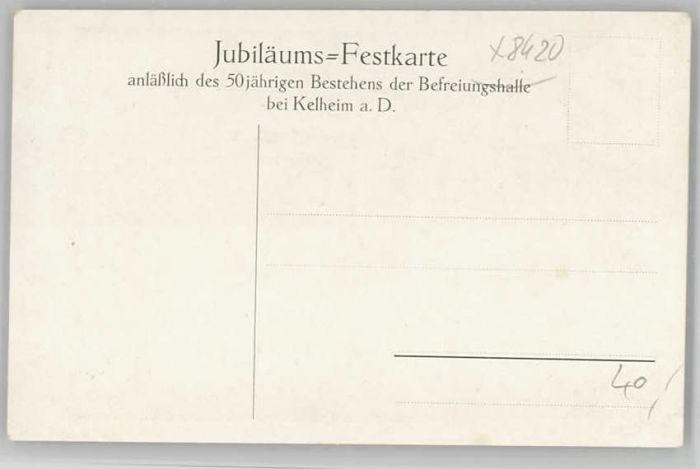 Jubiläums=Festkarte
x8420
anläßlich des 50jährigen Bestehens der Befreiungshalle
bei Kelheim a. D.
40,